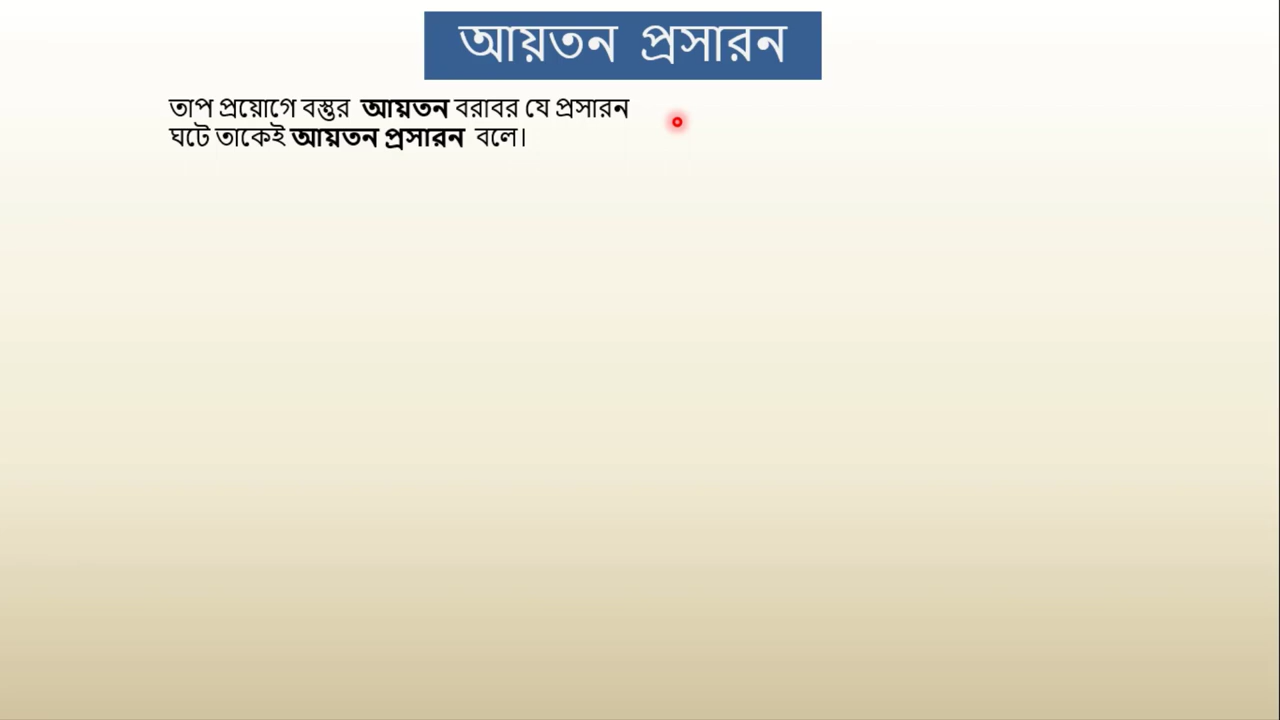 আয়তন প্রসারন
তাপ প্রয়োগে বস্তুর আয়তন বরাবর যে প্রসারন
ঘটে তাকেই আয়তন প্রসারন বলে।